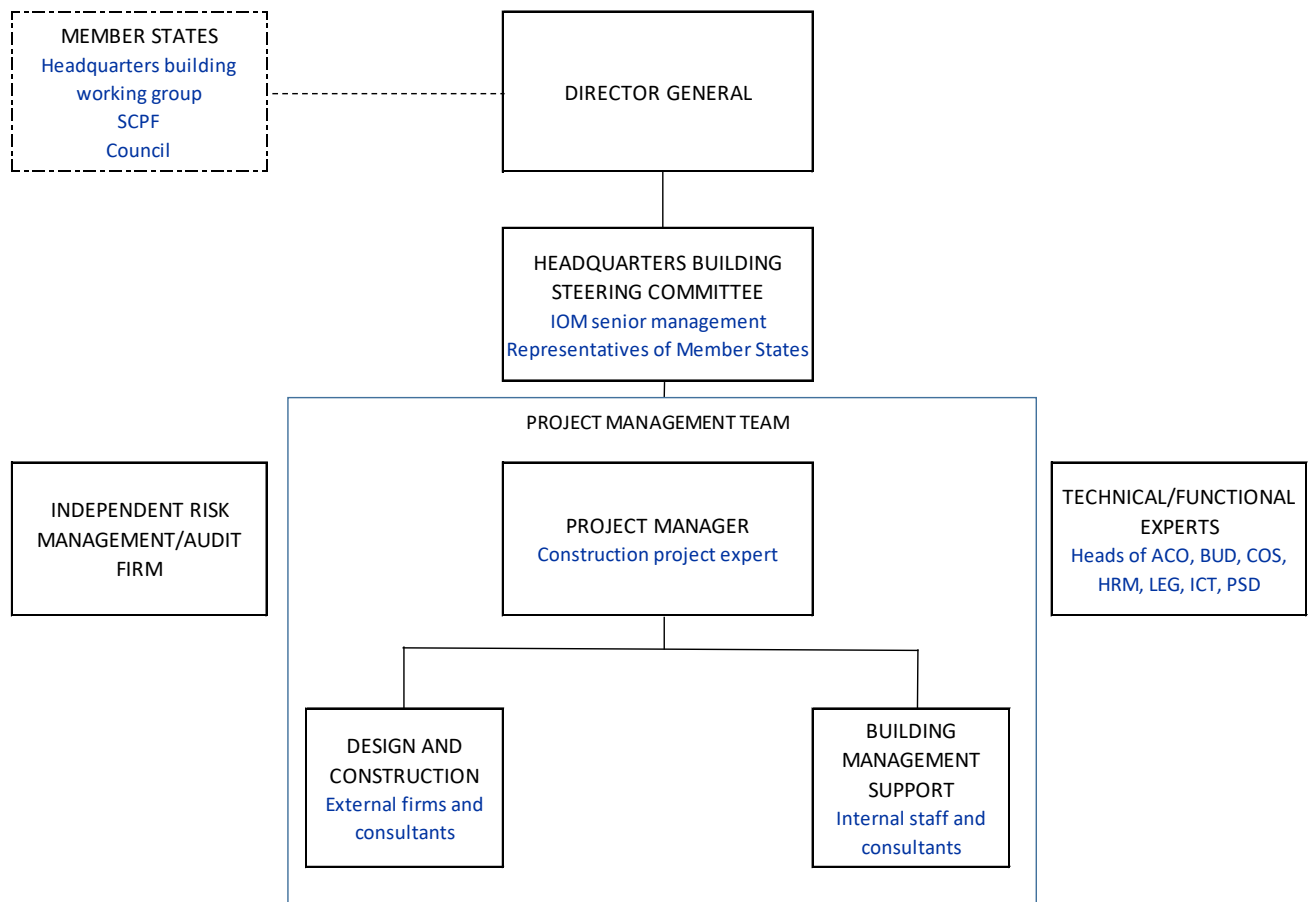 MEMBER STATES
Headquarters building
working group
SCPF
Council
DIRECTOR GENERAL
HEADQUARTERS BUILDING
STEERING COMMITTEE
IOM senior management
Representatives of Member States
PROJECT MANAGEMENT TEAM
INDEPENDENT RISK
MANAGEMENT/AUDIT
FIRM
PROJECT MANAGER
Construction project expert
TECHNICAL/FUNCTIONAL
EXPERTS
Heads of ACO, BUD, COS,
HRM, LEG, ICT, PSD
DESIGN AND
CONSTRUCTION
External firms and
consultants
BUILDING
MANAGEMENT
SUPPORT
Internal staff and
consultants